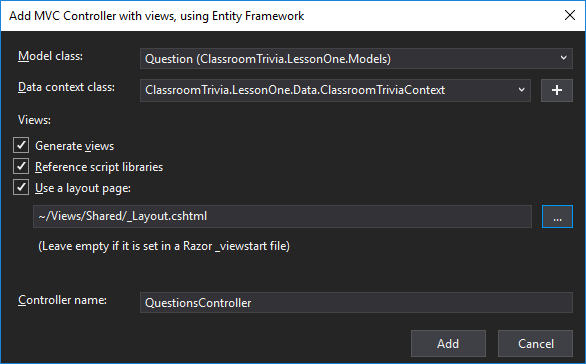 Add MVC Controller with views, using Entity Framework
Model class: Question (ClassroomTrivia.LessonOne.Models)
Data context class: ClassroomTrivia.LessonOne.Data.ClassroomTriviaContext +
Views:
Generate views
Reference script libraries
Use a layout page:
~/Views/Shared/_Layout.cshtml ...
(Leave empty if it is set in a Razor _viewstart file)
Controller name: QuestionsController
Add Cancel